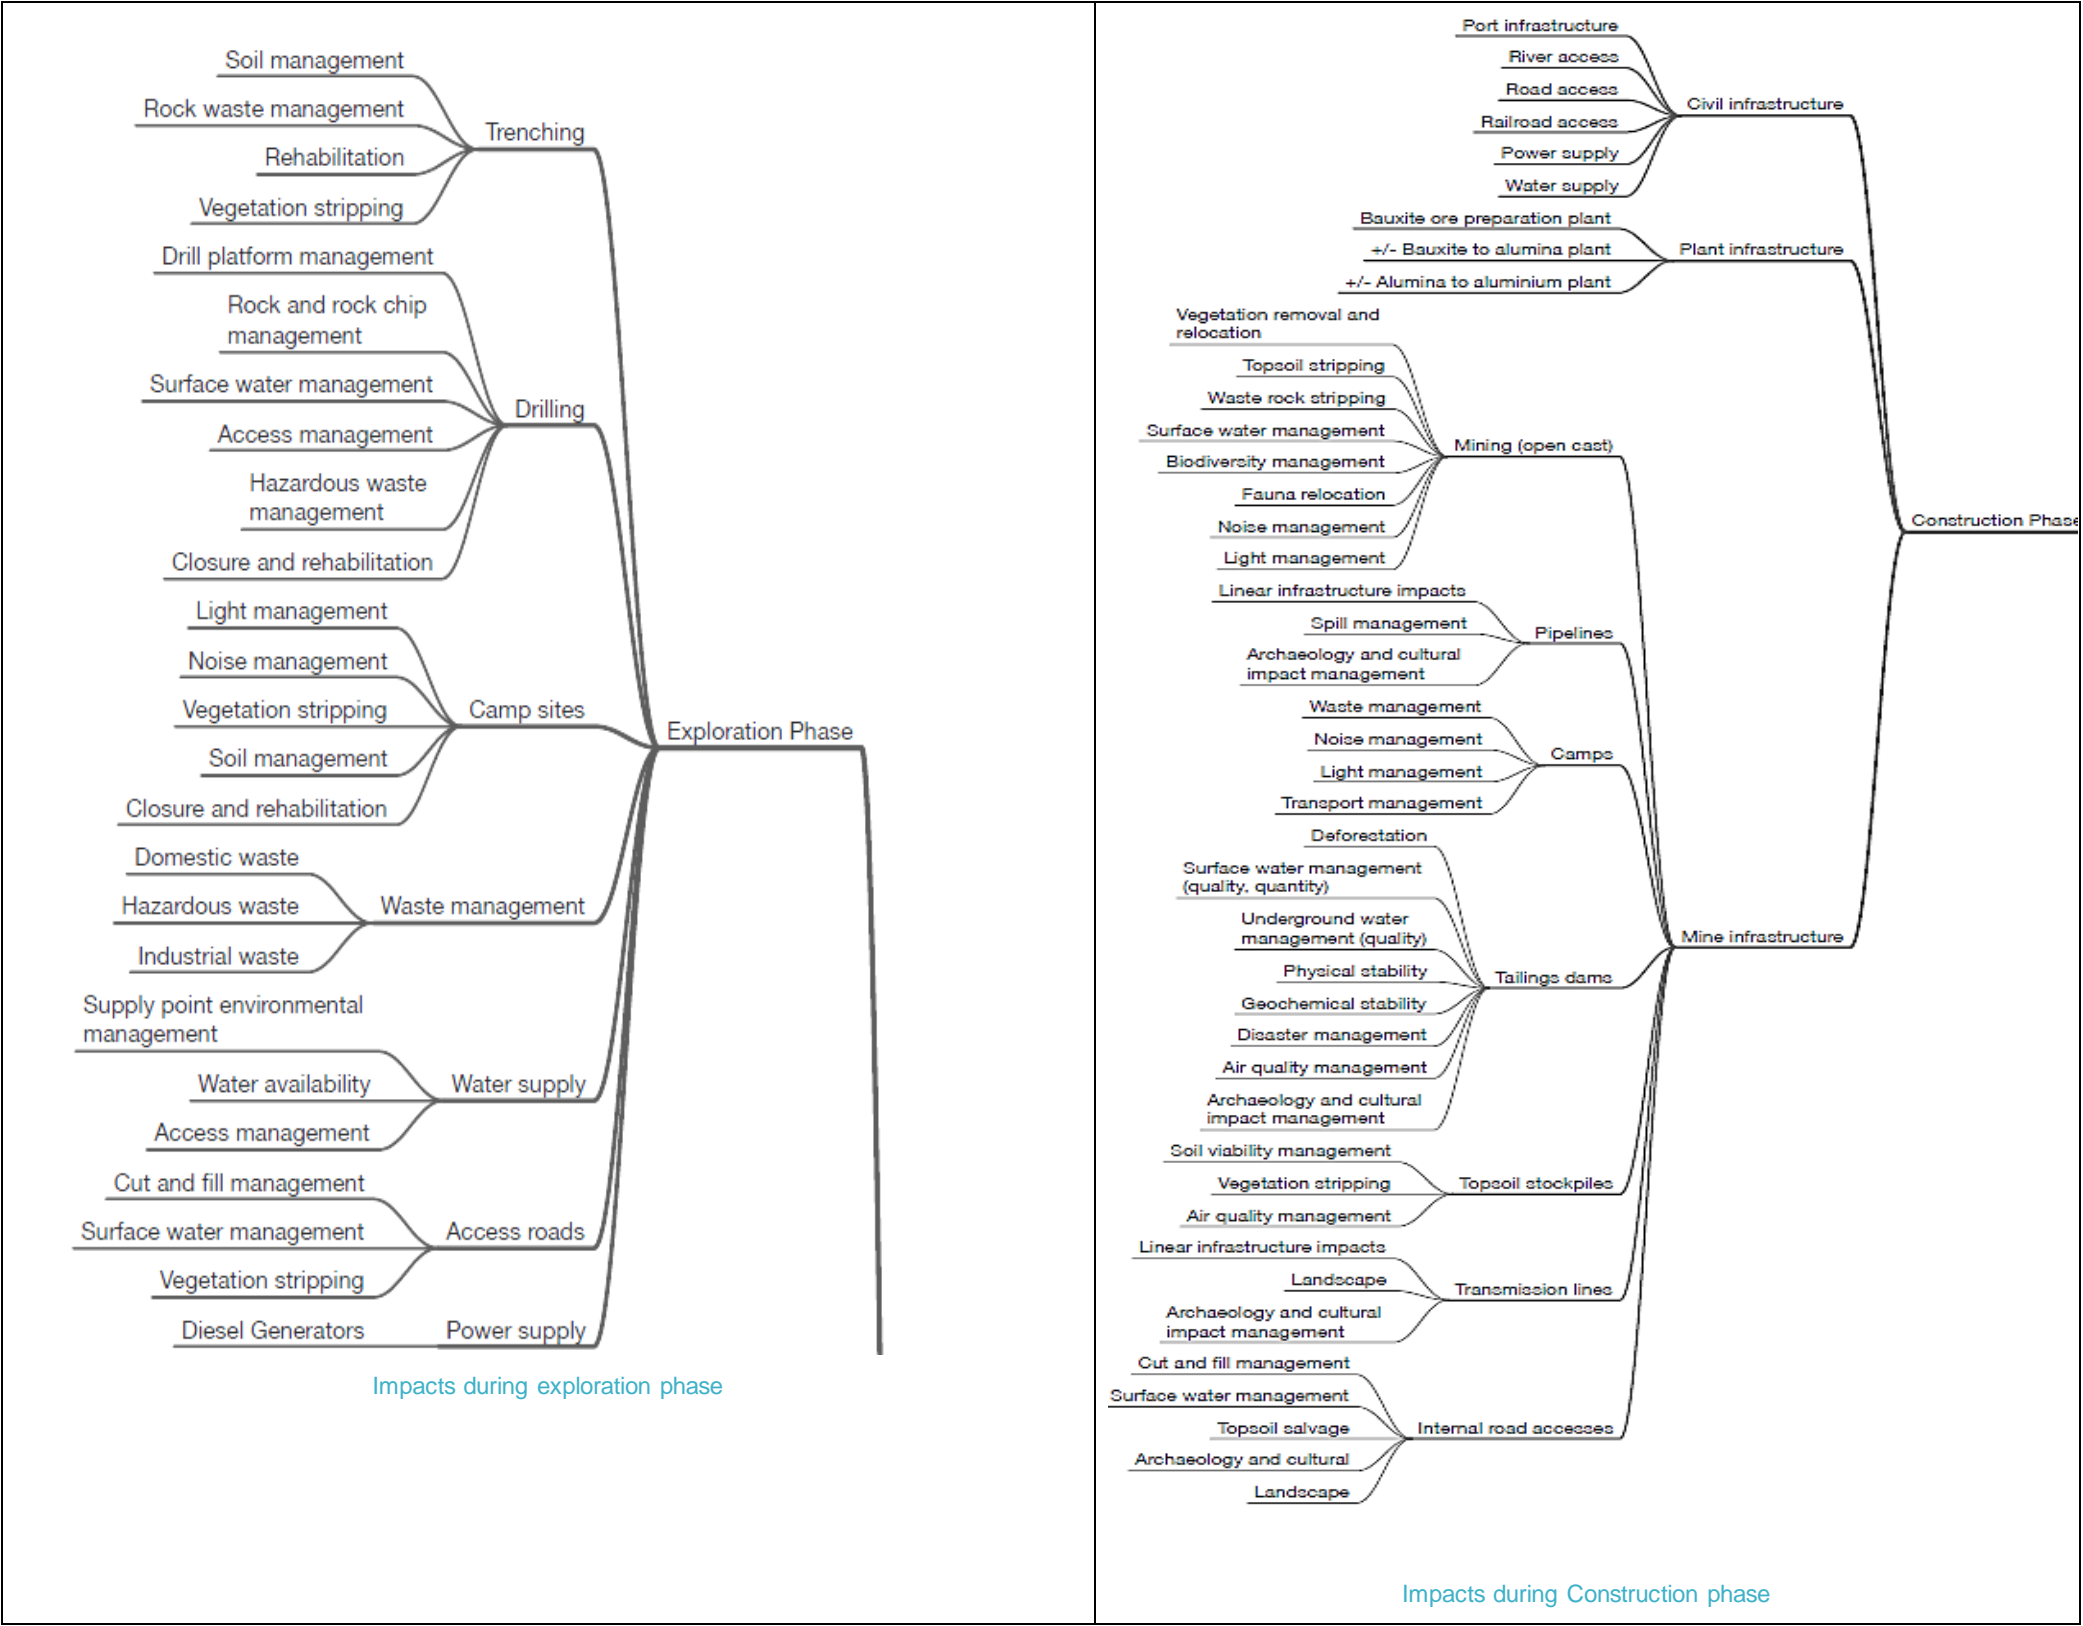 Soil management
Rock waste management
Rehabilitation
Vegetation stripping
Trenching
Drill platform management
Rock and rock chip
management
Surface water management
Access management
Hazardous waste
management
Closure and rehabilitation
Drilling
Light management
Noise management
Vegetation stripping
Soil management
Closure and rehabilitation
Camp sites
Exploration Phase
Domestic waste
Hazardous waste
Industrial waste
Waste management
Supply point environmental
management
Water availability
Access management
Water supply
Cut and fill management
Surface water management
Vegetation stripping
Access roads
Diesel Generators
Power supply
Impacts during exploration phase
Port infrastructure
River access
Road access
Railroad access
Power supply
Water supply
Civil infrastructure
Bauxite ore preparation plant
+/- Bauxite to alumina plant
+/- Alumina to aluminium plant
Plant infrastructure
Vegetation removal and
relocation
Topsoil stripping
Waste rock stripping
Surface water management
Biodiversity management
Fauna relocation
Noise management
Light management
Mining (open cast)
Construction Phase
Linear infrastructure impacts
Spill management
Archaeology and cultural
impact management
Pipelines
Waste management
Noise management
Light management
Transport management
Camps
Deforestation
Surface water management
(quality, quantity)
Underground water
management (quality)
Physical stability
Geochemical stability
Disaster management
Air quality management
Archaeology and cultural
impact management
Tailings dams
Mine infrastructure
Soil viability management
Vegetation stripping
Air quality management
Topsoil stockpiles
Linear infrastructure impacts
Landscape
Archaeology and cultural
impact management
Transmission lines
Cut and fill management
Surface water management
Topsoil salvage
Archaeology and cultural
Landscape
Internal road accesses
Impacts during Construction phase